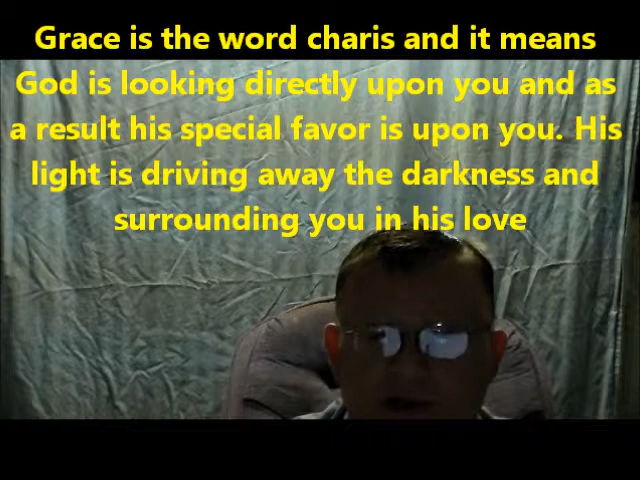 Grace is the word charis and it means
God is looking directly upon you and as
a result his special favor is upon you. His
light is driving away the darkness and
surrounding you in his love